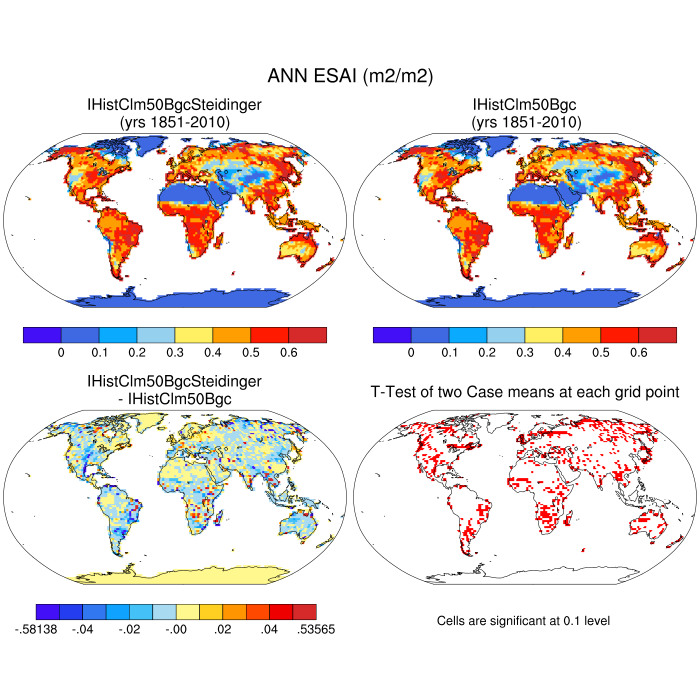 ANN ESAI (m2/m2)
IHistClm50BgcSteidinger
(yrs 1851-2010)
IHistClm50Bgc
(yrs 1851-2010)
0 0.1 0.2 0.3 0.4 0.5 0.6
0 0.1 0.2 0.3 0.4 0.5 0.6
IHistClm50BgcSteidinger
- IHistClm50Bgc
T-Test of two Case means at each grid point
-.58138 -.04 -.02 -.00 .02 .04 .53565
Cells are significant at 0.1 level